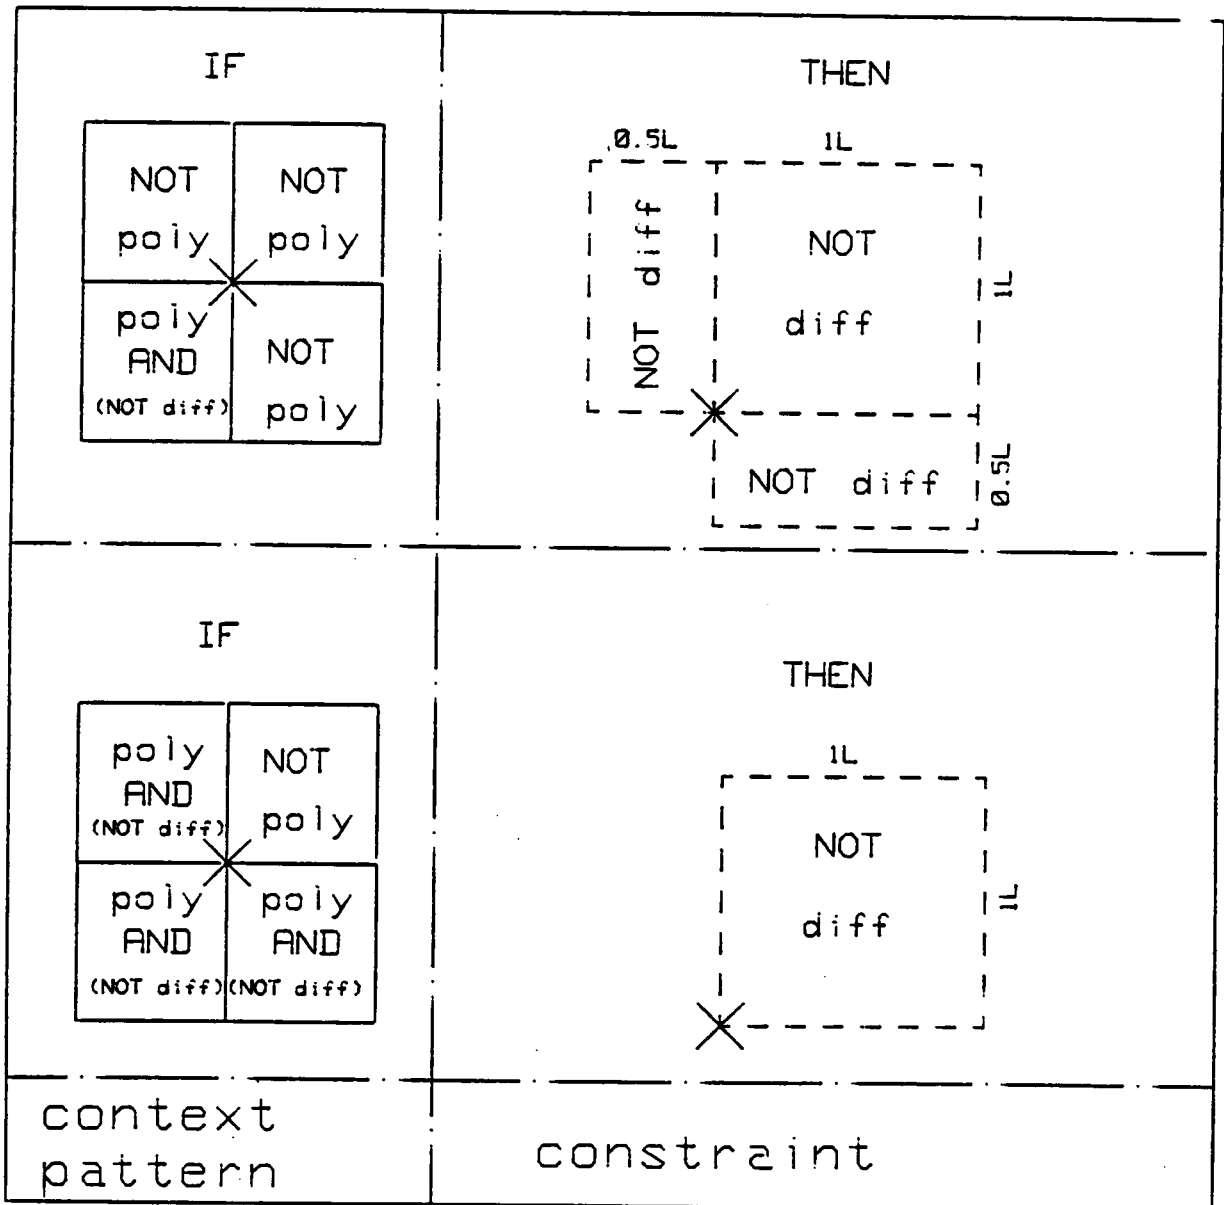 IF
THEN
NOT
poly
NOT
poly
poly
AND
(NOT diff)
NOT
poly
0.5L
1L
NOT diff
NOT
diff
1L
NOT diff
0.5L
IF
THEN
poly
AND
(NOT diff)
NOT
poly
poly
AND
(NOT diff)
poly
AND
(NOT diff)
1L
NOT
diff
1L
context
pattern
constraint